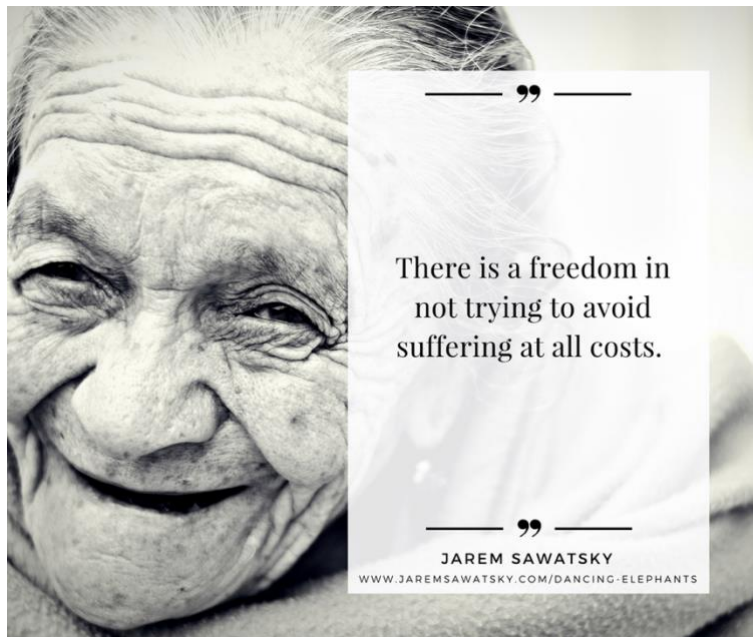 ”
There is a freedom in
not trying to avoid
suffering at all costs.
”
JAREM SAWATSKY
WWW.JAREMSAWATSKY.COM/DANCING-ELEPHANTS